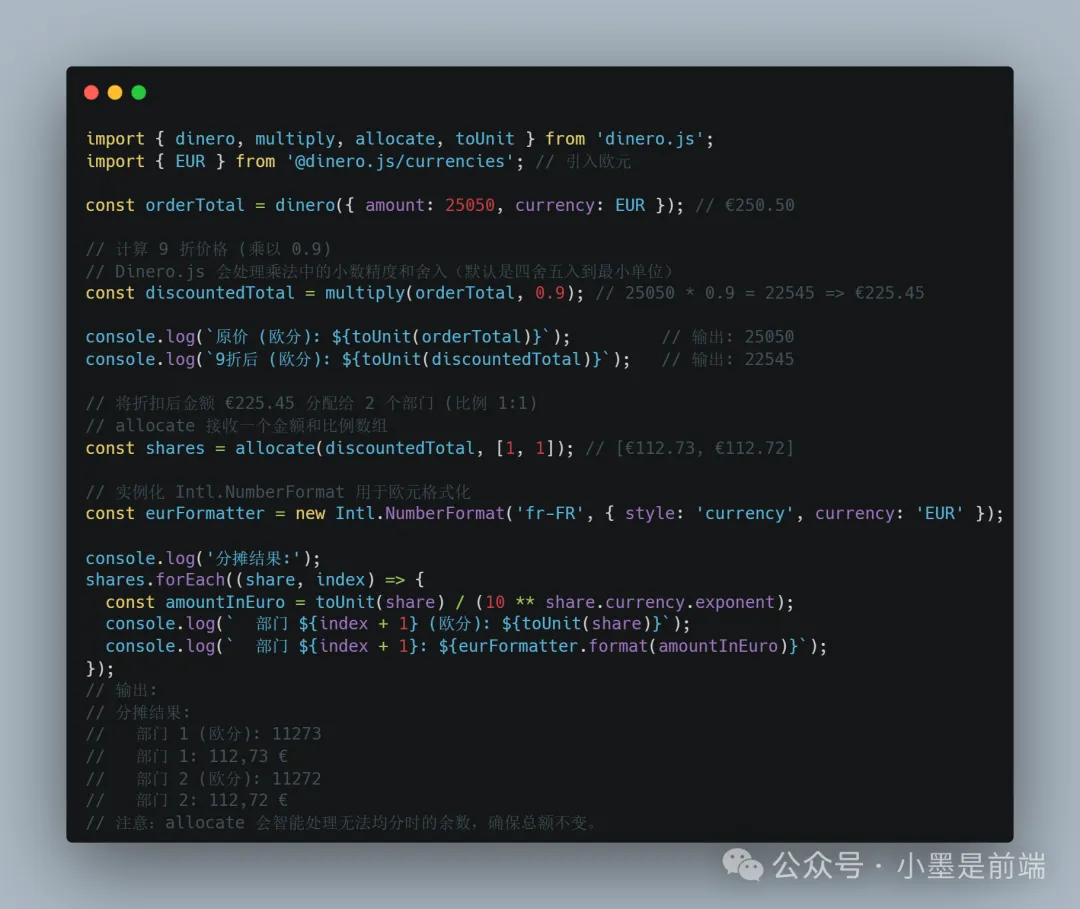 import { dinero, multiply, allocate, toUnit } from 'dinero.js';
import { EUR } from '@dinero.js/currencies'; // 引入欧元
const orderTotal = dinero({ amount: 25050, currency: EUR }); // €250.50
// 计算 9 折价格 (乘以 0.9)
// Dinero.js 会处理乘法中的小数精度和舍入（默认是四舍五入到最小单位）
const discountedTotal = multiply(orderTotal, 0.9); // 25050 * 0.9 = 22545 => €225.45
console.log(`原价 (欧分): ${toUnit(orderTotal)}`);         // 输出: 25050
console.log(`9折后 (欧分): ${toUnit(discountedTotal)}`);   // 输出: 22545
// 将折扣后金额 €225.45 分配给 2 个部门 (比例 1:1)
// allocate 接收一个金额和比例数组
const shares = allocate(discountedTotal, [1, 1]); // [€112.73, €112.72]
// 实例化 Intl.NumberFormat 用于欧元格式化
const eurFormatter = new Intl.NumberFormat('fr-FR', { style: 'currency', currency: 'EUR' });
console.log('分摊结果:');
shares.forEach((share, index) => {
  const amountInEuro = toUnit(share) / (10 ** share.currency.exponent);
  console.log(`  部门 ${index + 1} (欧分): ${toUnit(share)}`);
  console.log(`  部门 ${index + 1}: ${eurFormatter.format(amountInEuro)}`);
});
// 输出:
// 分摊结果:
//   部门 1 (欧分): 11273
//   部门 1: 112,73 €
//   部门 2 (欧分): 11272
//   部门 2: 112,72 €
// 注意：allocate 会智能处理无法均分时的余数，确保总额不变。
公众号 · 小墨是前端